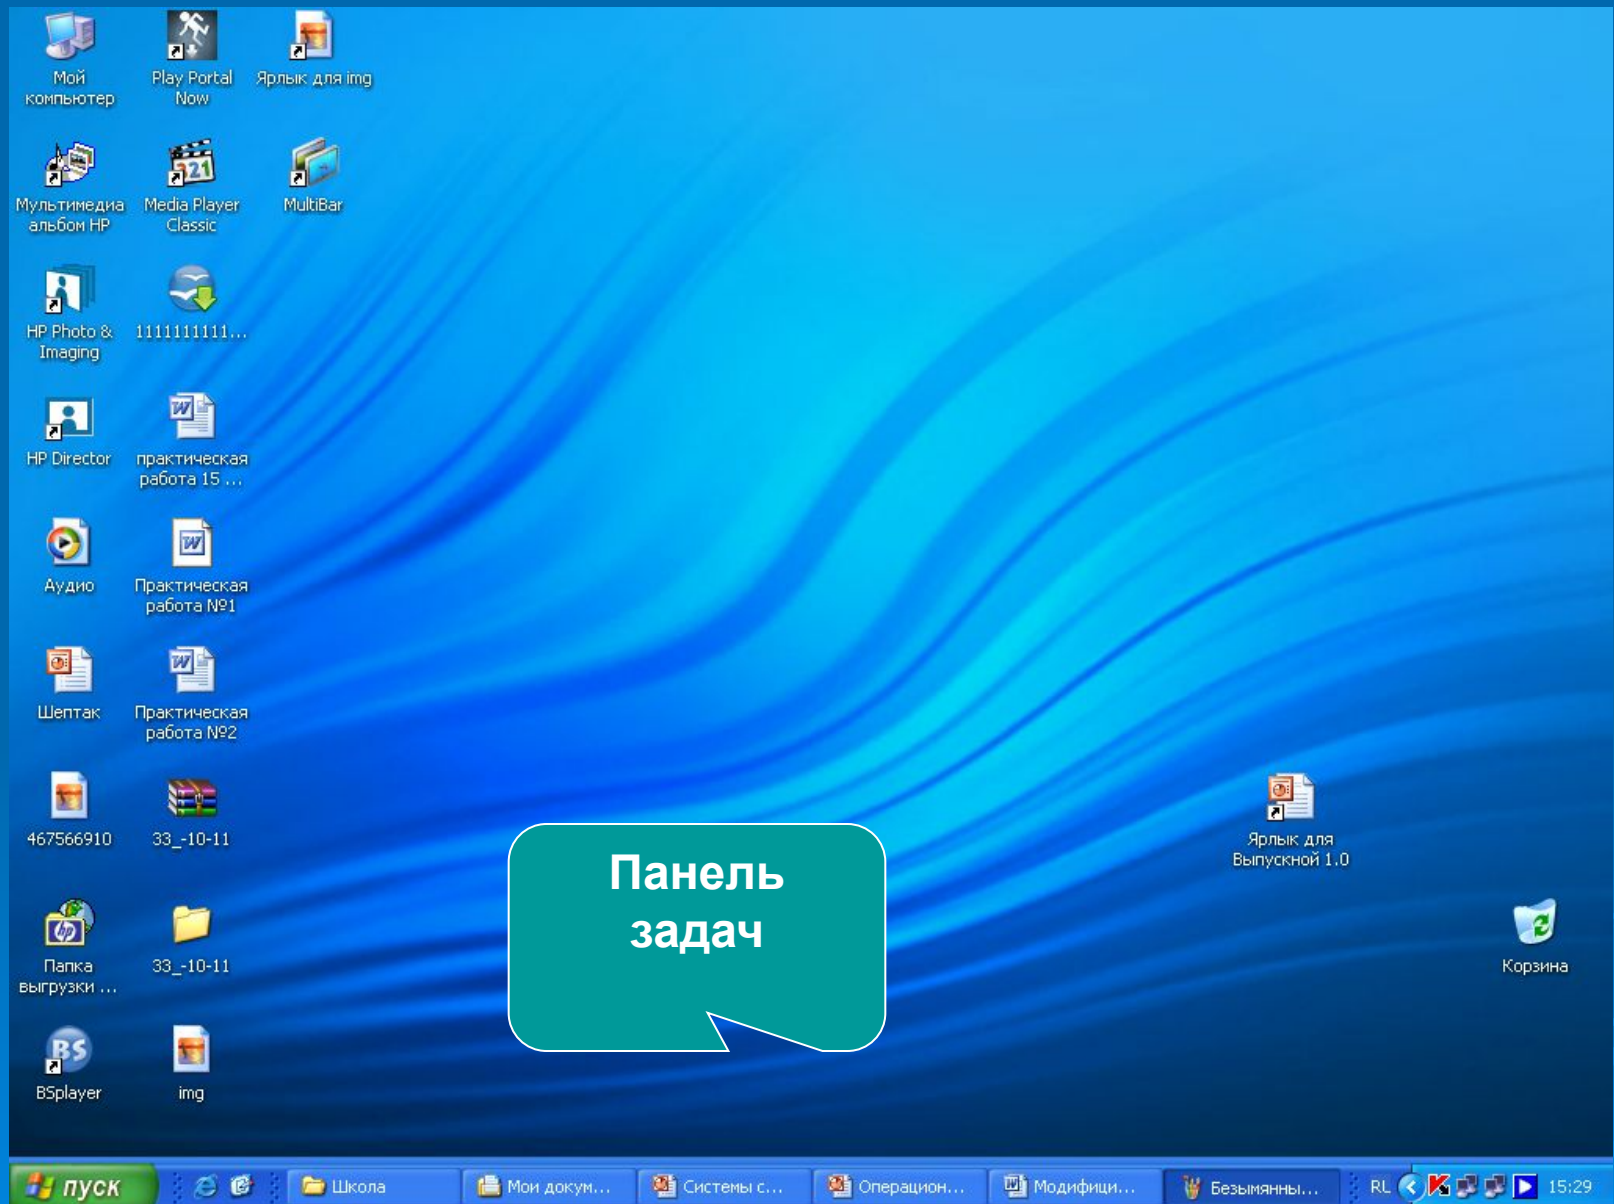 Мой
компьютер
Play Portal
Now
Ярлык для img
Мультимедиа
альбом HP
Media Player
Classic
MultiBar
HP Photo &
Imaging
1111111111...
HP Director
практическая
работа 15 ...
Аудио
Практическая
работа №1
Шептак
Практическая
работа №2
467566910
33_-10-11
Ярлык для
Выпускной 1.0
Панель
задач
Папка
выгрузки ...
33_-10-11
Корзина
BSplayer
img
пуск
Школа
Мои докум...
Системы с...
Операцион...
Модифици...
Безымянны...
RL
15:29